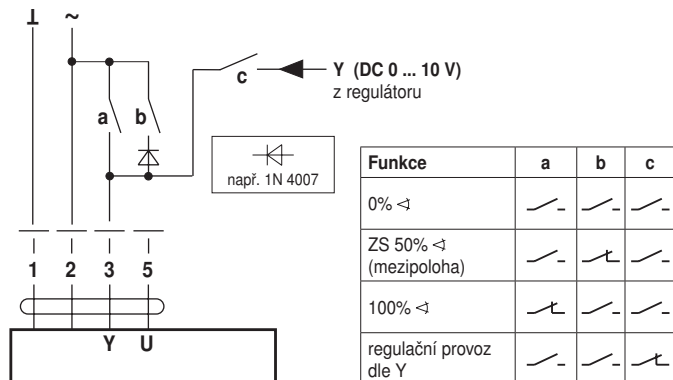 ⊥ ~
a b c
Y (DC 0 ... 10 V)
z regulátoru
např. 1N 4007
1 2 3 5
Y U
Funkce a b c
0% ∢
ZS 50% ∢
(mezipoloha)
100% ∢
regulační provoz
dle Y